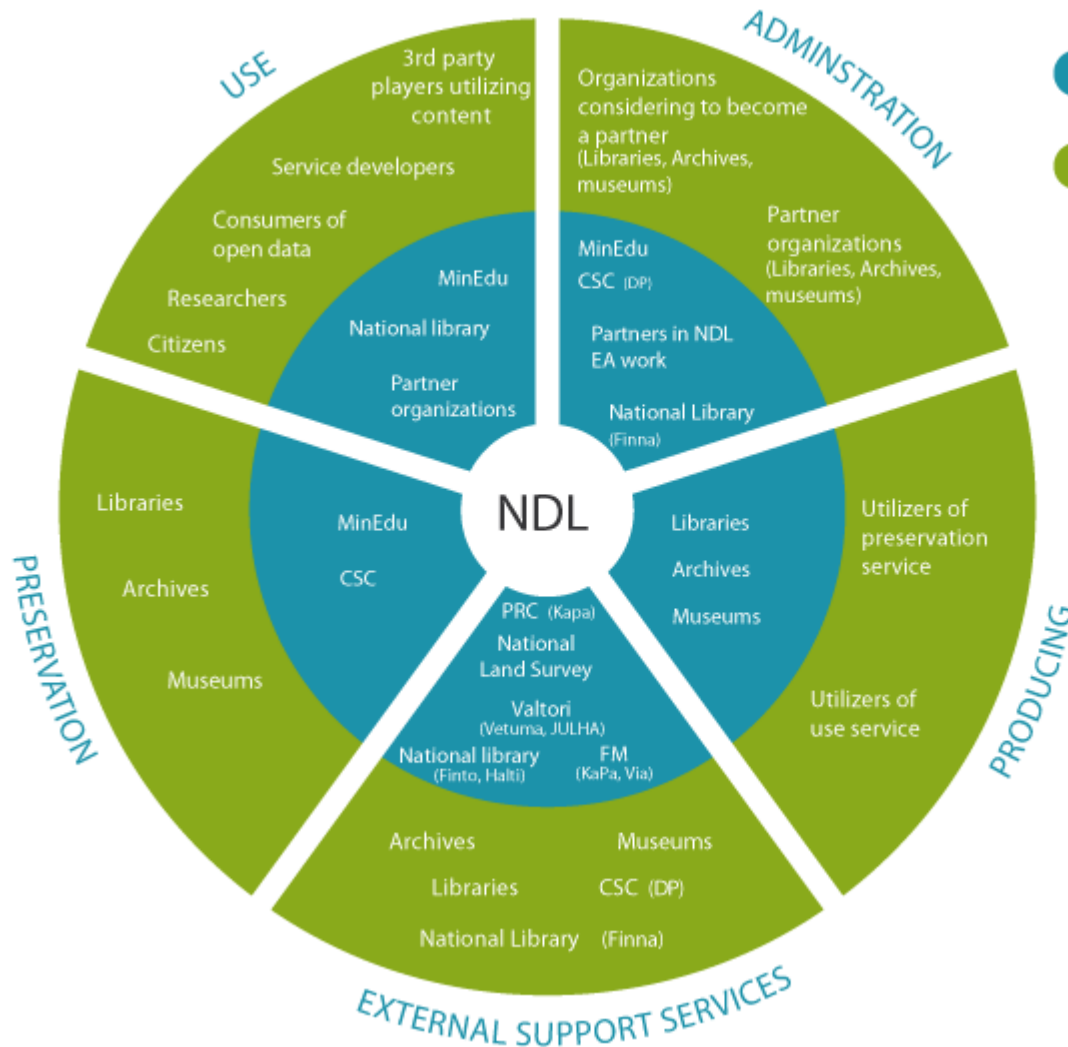 USE
3rd party
players utilizing
content
Service developers
Consumers of
open data
Researchers
Citizens
MinEdu
National library
Partner
organizations
ADMINSTRATION
Organizations
considering to become
a partner
(Libraries, Archives,
museums)
Partner
organizations
(Libraries, Archives,
museums)
MinEdu
CSC (DP)
Partners in NDL
EA work
National Library
(Finna)
NDL
PRODUCING
Libraries
Archives
Museums
Utilizers of
preservation
service
Utilizers of
use service
EXTERNAL SUPPORT SERVICES
PRC (Kapa)
National
Land Survey
Valtori
(Vetuma, JULHA)
National library
(Finto, Halti)
FM
(KaPa, Via)
Archives
Museums
Libraries
CSC (DP)
National Library (Finna)
PRESERVATION
Libraries
Archives
Museums
MinEdu
CSC